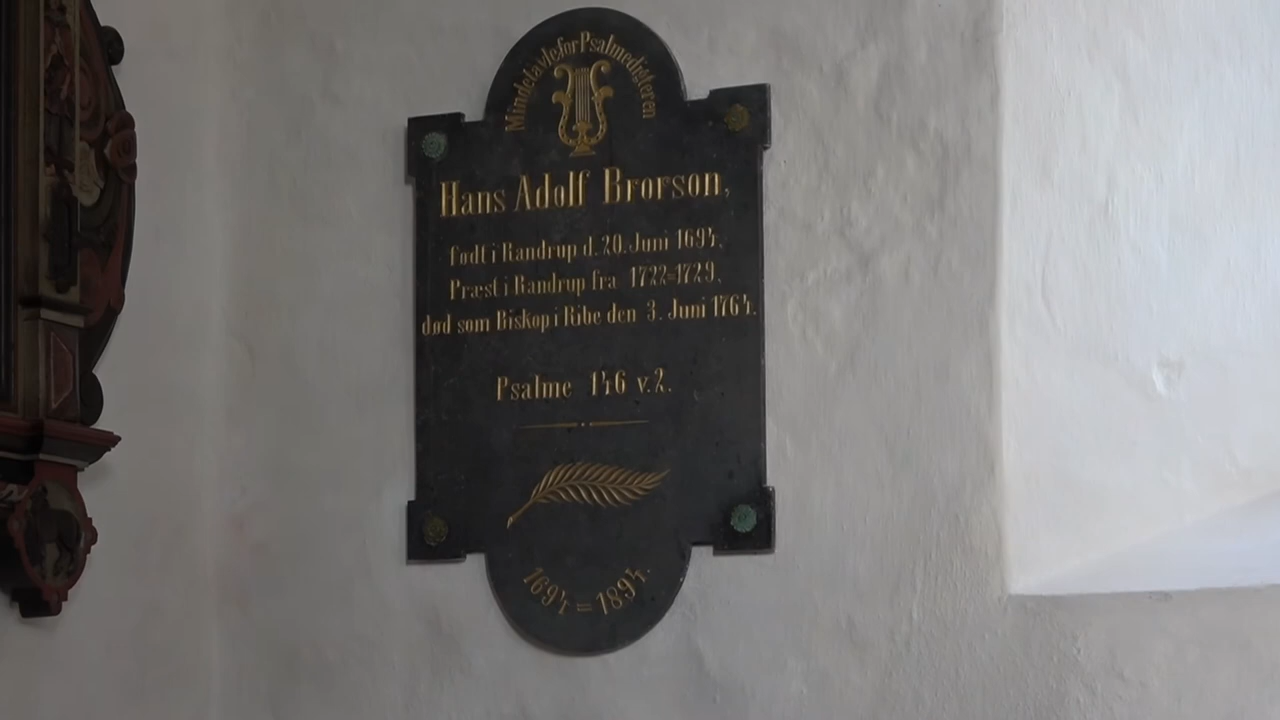 Mindetavle for Psalmedigteren
Hans Adolf Brorson,
født i Randrup d. 20. Juni 1694.
Præst i Randrup fra 1722=1729.
død som Biskop i Ribe den 3. Juni 1764.
Psalme 146 v. 2.
1694 = 1894.